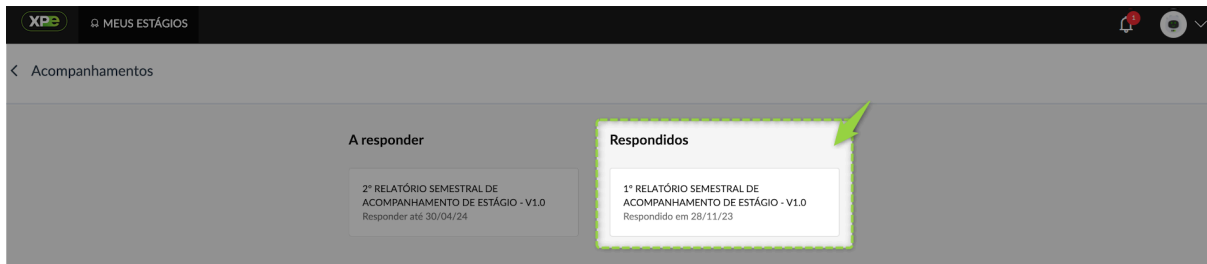 XPe
MEUS ESTÁGIOS
1
Acompanhamentos
A responder
2º RELATÓRIO SEMESTRAL DE
ACOMPANHAMENTO DE ESTÁGIO - V1.0
Responder até 30/04/24
Respondidos
1º RELATÓRIO SEMESTRAL DE
ACOMPANHAMENTO DE ESTÁGIO - V1.0
Respondido em 28/11/23